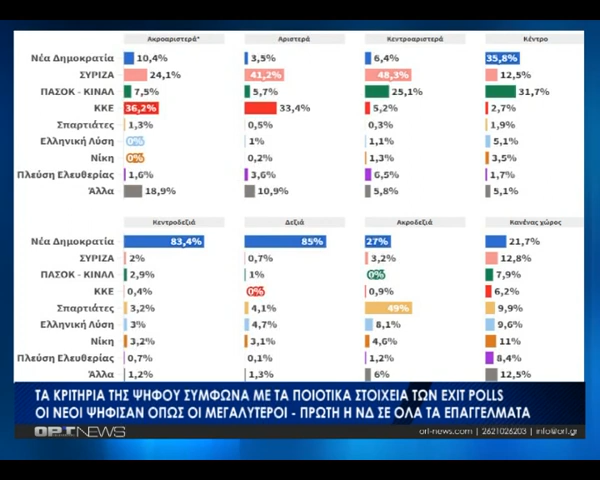 Ακροαριστερά* Αριστερά Κεντροαριστερά Κέντρο
Νέα Δημοκρατία 10,4% 3,5% 6,4% 35,8%
ΣΥΡΙΖΑ 24,1% 41,2% 48,3% 12,5%
ΠΑΣΟΚ - ΚΙΝΑΛ 7,5% 5,7% 25,1% 31,7%
ΚΚΕ 36,2% 33,4% 5,2% 2,7%
Σπαρτιάτες 1,3% 0,5% 0,3% 1,9%
Ελληνική Λύση 0% 1% 1,1% 5,1%
Νίκη 0% 0,2% 1,3% 3,5%
Πλεύση Ελευθερίας 1,6% 3,6% 6,5% 1,7%
Άλλα 18,9% 10,9% 5,8% 5,1%
Κεντροδεξιά Δεξιά Ακροδεξιά Κανένας χώρος
Νέα Δημοκρατία 83,4% 85% 27% 21,7%
ΣΥΡΙΖΑ 2% 0,7% 3,2% 12,8%
ΠΑΣΟΚ - ΚΙΝΑΛ 2,9% 1% 0% 7,9%
ΚΚΕ 0,4% 0% 0,9% 6,2%
Σπαρτιάτες 3,2% 4,1% 49% 9,9%
Ελληνική Λύση 3% 4,7% 8,1% 9,6%
Νίκη 3,2% 3,1% 4,6% 11%
Πλεύση Ελευθερίας 0,7% 0,1% 1,2% 8,4%
Άλλα 1,2% 1,3% 6% 12,5%
ΤΑ ΚΡΙΤΗΡΙΑ ΤΗΣ ΨΗΦΟΥ ΣΥΜΦΩΝΑ ΜΕ ΤΑ ΠΟΙΟΤΙΚΑ ΣΤΟΙΧΕΙΑ ΤΩΝ EXIT POLLS
ΟΙ ΝΕΟΙ ΨΗΦΙΣΑΝ ΟΠΩΣ ΟΙ ΜΕΓΑΛΥΤΕΡΟΙ - ΠΡΩΤΗ Η ΝΔ ΣΕ ΟΛΑ ΤΑ ΕΠΑΓΓΕΛΜΑΤΑ
ORT NEWS orl-news.com | 2621026203 | info@orl.gr